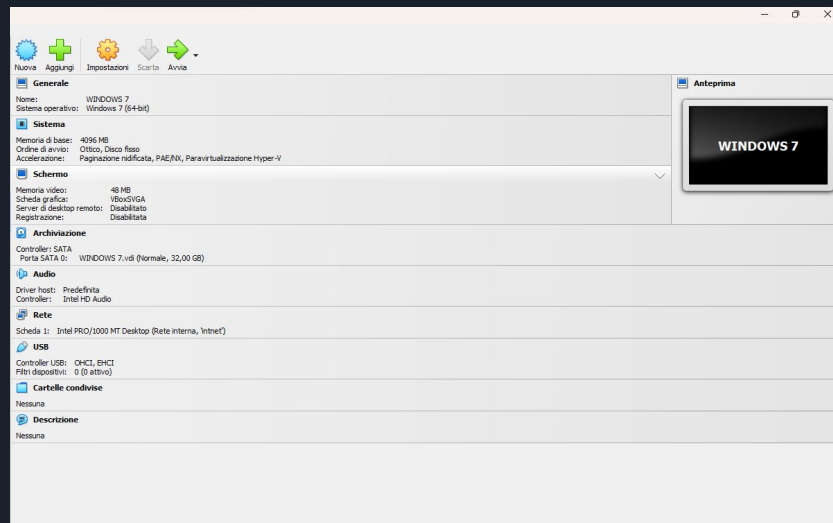 Nuova Aggiungi Impostazioni Scarta Avvia
Generale
Nome: WINDOWS 7
Sistema operativo: Windows 7 (64-bit)
Sistema
Memoria di base: 4096 MB
Ordine di avvio: Ottico, Disco fisso
Accelerazione: Paginazione nidificata, PAE/NX, Paravirtualizzazione Hyper-V
Schermo
Memoria video: 48 MB
Scheda grafica: VBoxSVGA
Server di desktop remoto: Disabilitato
Registrazione: Disabilitata
Archiviazione
Controller: SATA
Porta SATA 0: WINDOWS 7.vdi (Normale, 32,00 GB)
Audio
Driver host: Predefinita
Controller: Intel HD Audio
Rete
Scheda 1: Intel PRO/1000 MT Desktop (Rete interna, 'intnet')
USB
Controller USB: OHCI, EHCI
Filtri dispositivi: 0 (0 attivo)
Cartelle condivise
Nessuna
Descrizione
Nessuna
Anteprima
WINDOWS 7